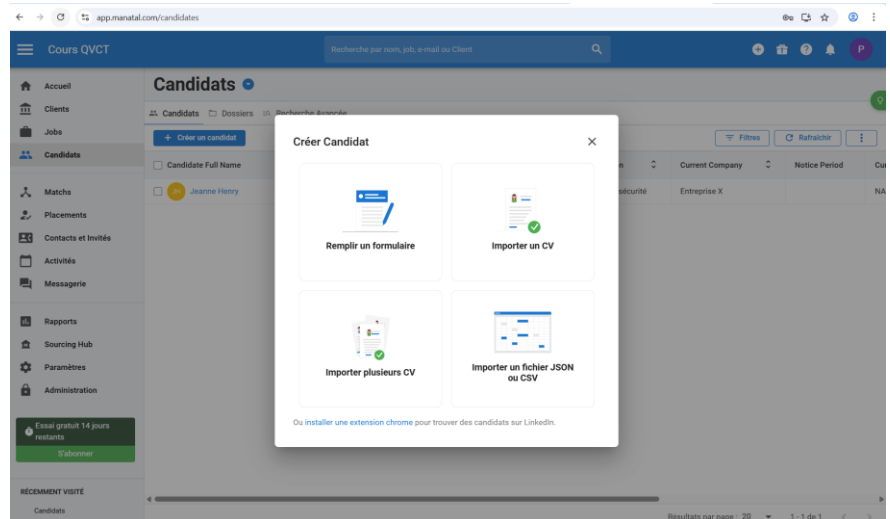 app.manatal.com/candidates
Cours QVCT
Recherche par nom, job, e-mail ou Client
P
Accueil
Clients
Jobs
Candidats
Matchs
Placements
Contacts et Invités
Activités
Messagerie
Rapports
Sourcing Hub
Paramètres
Administration
Essai gratuit 14 jours
restants
S'abonner
RÉCEMMENT VISITÉ
Candidats
Candidats
Candidats
Dossiers
Recherche Avancée
+ Créer un candidat
Filtres
Rafraîchir
Candidate Full Name
n
Current Company
Notice Period
Cu
JH
Jeanne Henry
sécurité
Entreprise X
NA
Créer Candidat
Remplir un formulaire
Importer un CV
Importer plusieurs CV
Importer un fichier JSON
ou CSV
Ou installer une extension chrome pour trouver des candidats sur LinkedIn.
Résultats par page : 20
1 - 1 de 1